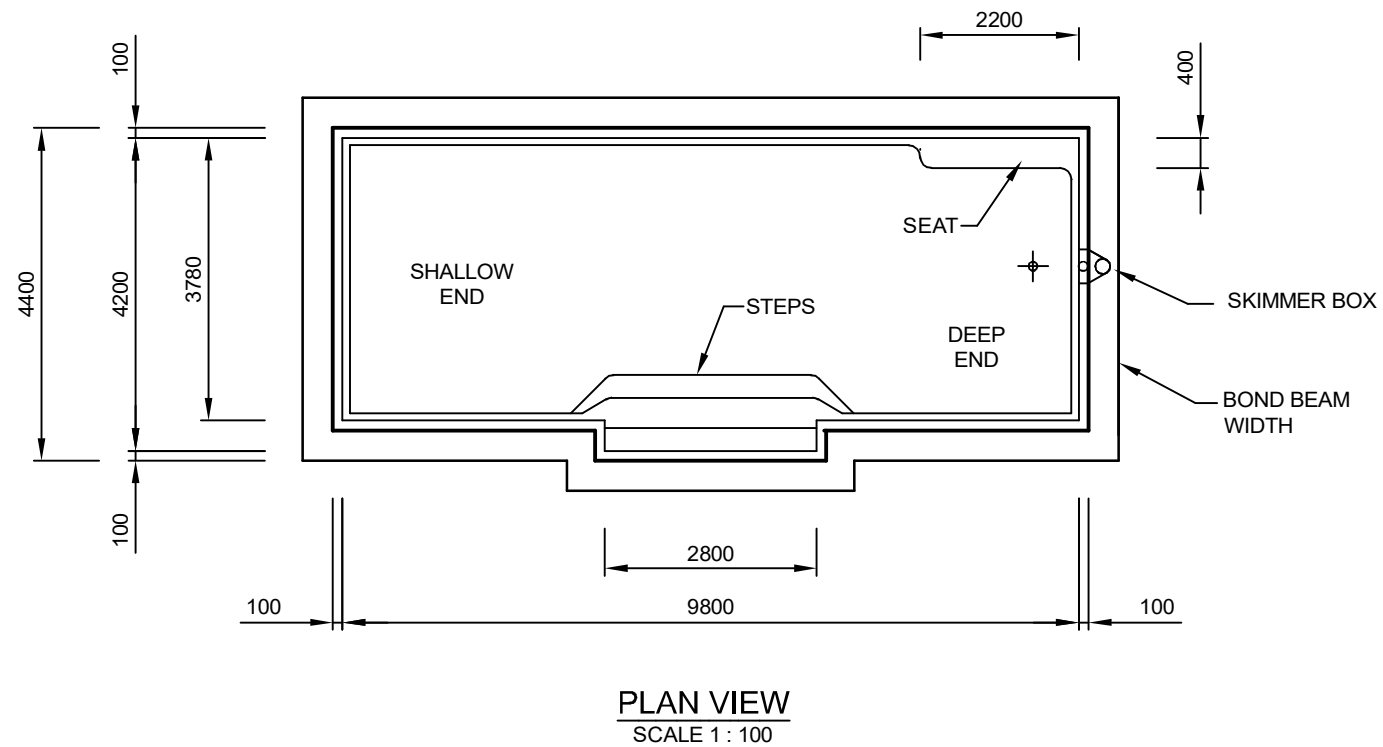 2200
100
400
4400
4200
3780
SEAT
SHALLOW
END
SKIMMER BOX
STEPS
DEEP
END
BOND BEAM
WIDTH
100
2800
100
9800
100
PLAN VIEW
SCALE 1 : 100